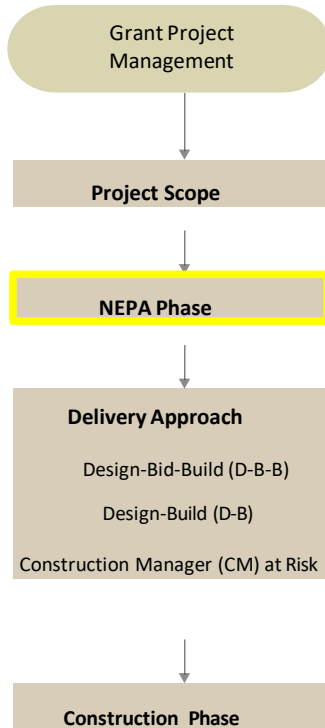 Grant Project
Management
Project Scope
NEPA Phase
Delivery Approach
Design-Bid-Build (D-B-B)
Design-Build (D-B)
Construction Manager (CM) at Risk
Construction Phase